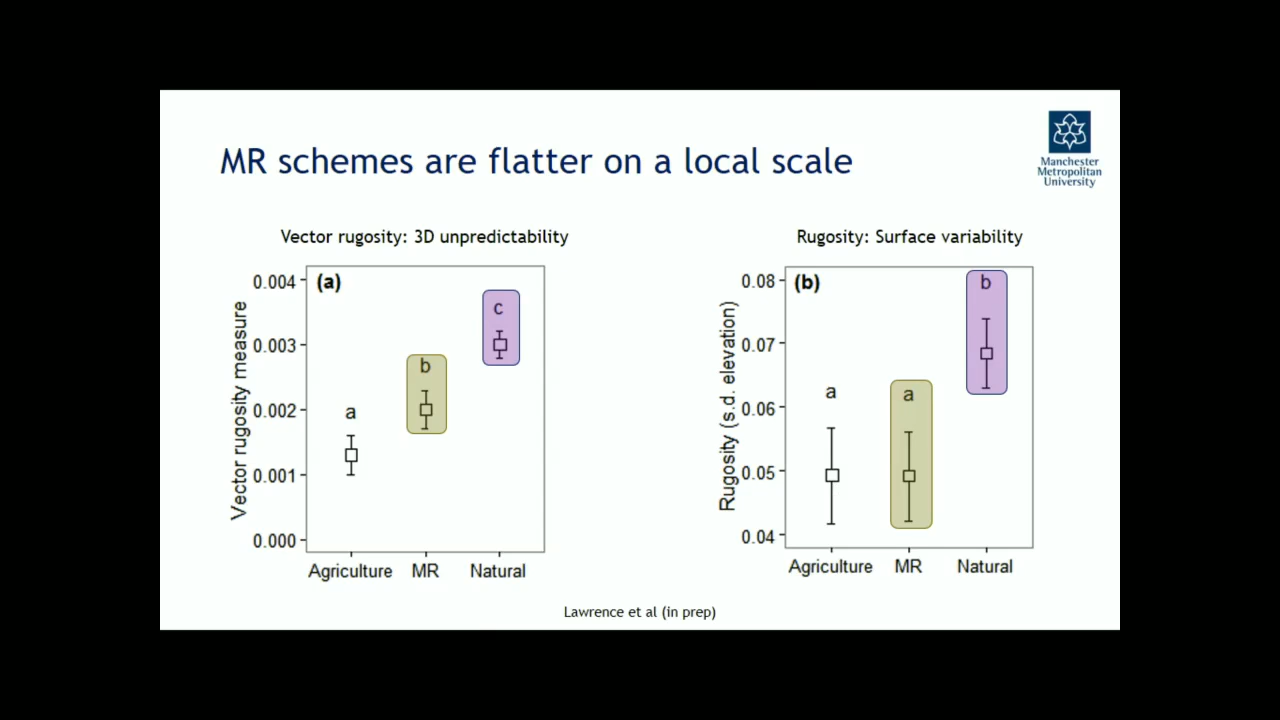 MR schemes are flatter on a local scale
Manchester
Metropolitan
University
Vector rugosity: 3D unpredictability
(a)
Vector rugosity measure
0.004
0.003
0.002
0.001
0.000
a
b
c
Agriculture
MR
Natural
Rugosity: Surface variability
(b)
Rugosity (s.d. elevation)
0.08
0.07
0.06
0.05
0.04
a
a
b
Agriculture
MR
Natural
Lawrence et al (in prep)